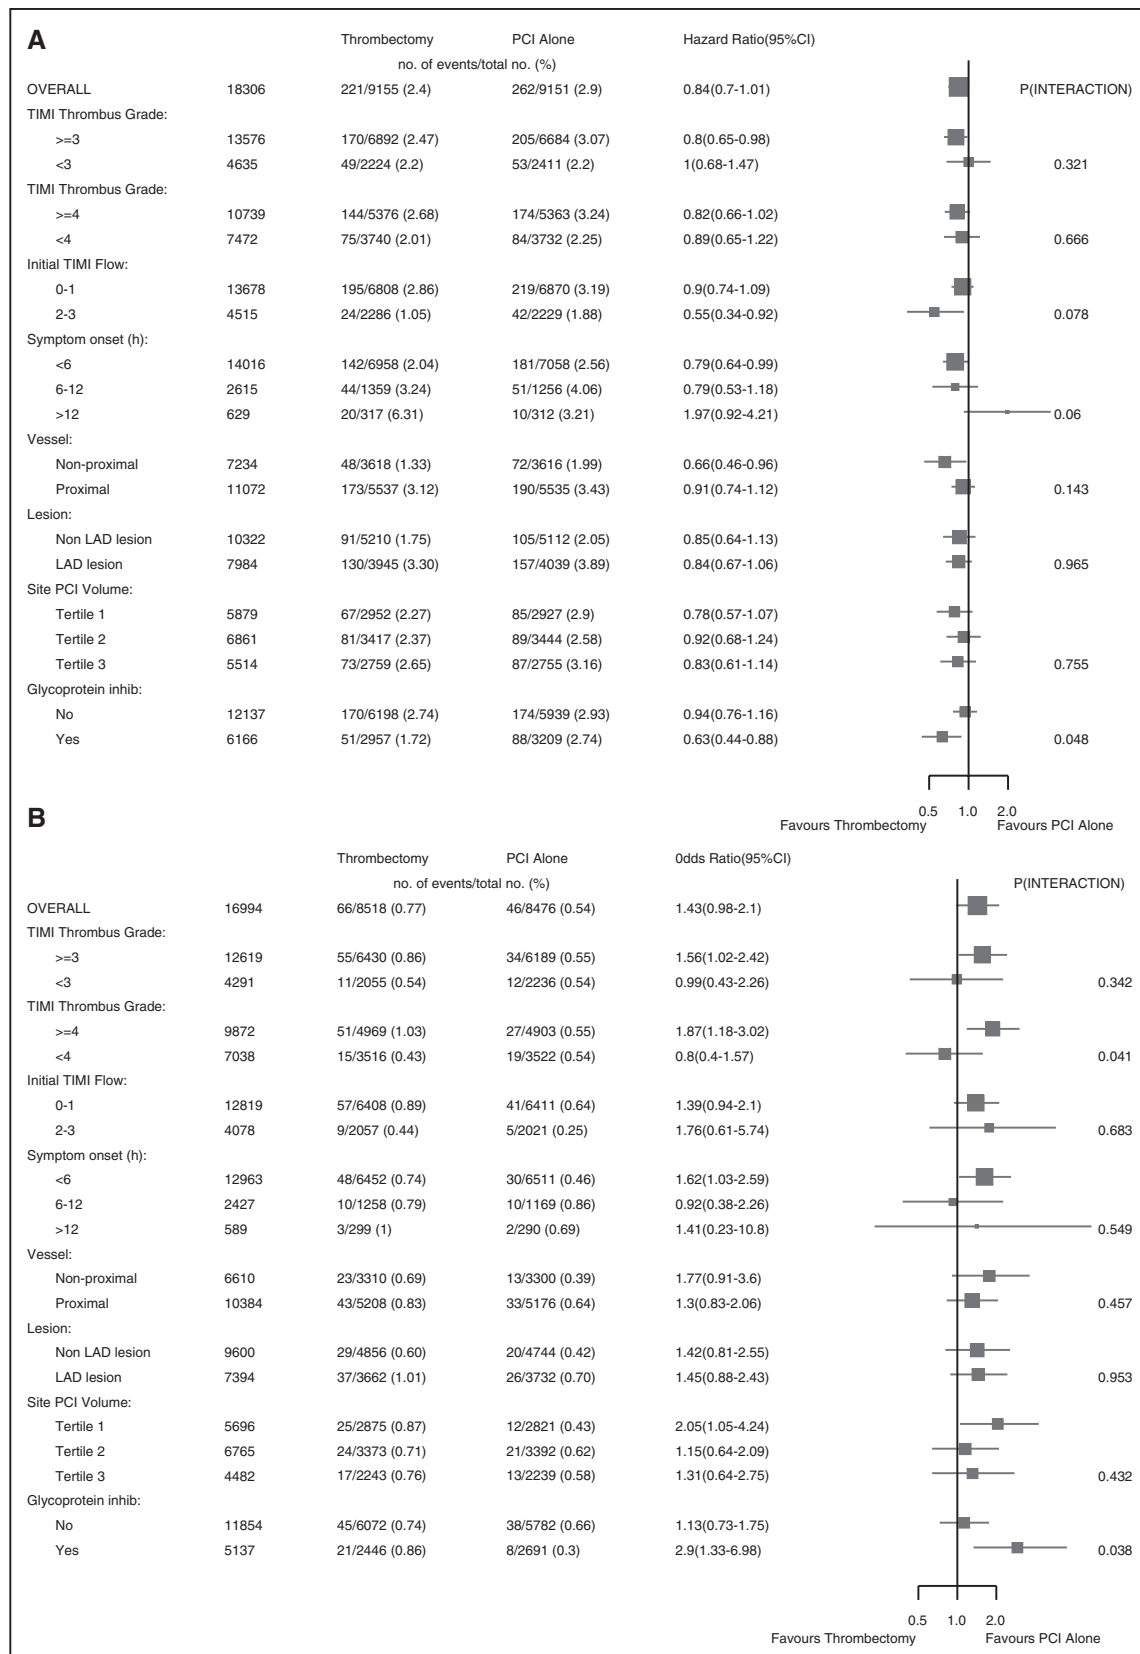 A
Thrombectomy PCI Alone Hazard Ratio(95%CI)
no. of events/total no. (%)
OVERALL 18306 221/9155 (2.4) 262/9151 (2.9) 0.84(0.7-1.01) P(INTERACTION)
TIMI Thrombus Grade:
>=3 13576 170/6892 (2.47) 205/6684 (3.07) 0.8(0.65-0.98)
<3 4635 49/2224 (2.2) 53/2411 (2.2) 1(0.68-1.47) 0.321
TIMI Thrombus Grade:
>=4 10739 144/5376 (2.68) 174/5363 (3.24) 0.82(0.66-1.02)
<4 7472 75/3740 (2.01) 84/3732 (2.25) 0.89(0.65-1.22) 0.666
Initial TIMI Flow:
0-1 13678 195/6808 (2.86) 219/6870 (3.19) 0.9(0.74-1.09)
2-3 4515 24/2286 (1.05) 42/2229 (1.88) 0.55(0.34-0.92) 0.078
Symptom onset (h):
<6 14016 142/6958 (2.04) 181/7058 (2.56) 0.79(0.64-0.99)
6-12 2615 44/1359 (3.24) 51/1256 (4.06) 0.79(0.53-1.18)
>12 629 20/317 (6.31) 10/312 (3.21) 1.97(0.92-4.21) 0.06
Vessel:
Non-proximal 7234 48/3618 (1.33) 72/3616 (1.99) 0.66(0.46-0.96)
Proximal 11072 173/5537 (3.12) 190/5535 (3.43) 0.91(0.74-1.12) 0.143
Lesion:
Non LAD lesion 10322 91/5210 (1.75) 105/5112 (2.05) 0.85(0.64-1.13)
LAD lesion 7984 130/3945 (3.30) 157/4039 (3.89) 0.84(0.67-1.06) 0.965
Site PCI Volume:
Tertile 1 5879 67/2952 (2.27) 85/2927 (2.9) 0.78(0.57-1.07)
Tertile 2 6861 81/3417 (2.37) 89/3444 (2.58) 0.92(0.68-1.24)
Tertile 3 5514 73/2759 (2.65) 87/2755 (3.16) 0.83(0.61-1.14) 0.755
Glycoprotein inhib:
No 12137 170/6198 (2.74) 174/5939 (2.93) 0.94(0.76-1.16)
Yes 6166 51/2957 (1.72) 88/3209 (2.74) 0.63(0.44-0.88) 0.048
0.5 1.0 2.0
Favours Thrombectomy Favours PCI Alone
B
Thrombectomy PCI Alone 0dds Ratio(95%CI)
no. of events/total no. (%) P(INTERACTION)
OVERALL 16994 66/8518 (0.77) 46/8476 (0.54) 1.43(0.98-2.1)
TIMI Thrombus Grade:
>=3 12619 55/6430 (0.86) 34/6189 (0.55) 1.56(1.02-2.42)
<3 4291 11/2055 (0.54) 12/2236 (0.54) 0.99(0.43-2.26) 0.342
TIMI Thrombus Grade:
>=4 9872 51/4969 (1.03) 27/4903 (0.55) 1.87(1.18-3.02)
<4 7038 15/3516 (0.43) 19/3522 (0.54) 0.8(0.4-1.57) 0.041
Initial TIMI Flow:
0-1 12819 57/6408 (0.89) 41/6411 (0.64) 1.39(0.94-2.1)
2-3 4078 9/2057 (0.44) 5/2021 (0.25) 1.76(0.61-5.74) 0.683
Symptom onset (h):
<6 12963 48/6452 (0.74) 30/6511 (0.46) 1.62(1.03-2.59)
6-12 2427 10/1258 (0.79) 10/1169 (0.86) 0.92(0.38-2.26)
>12 589 3/299 (1) 2/290 (0.69) 1.41(0.23-10.8) 0.549
Vessel:
Non-proximal 6610 23/3310 (0.69) 13/3300 (0.39) 1.77(0.91-3.6)
Proximal 10384 43/5208 (0.83) 33/5176 (0.64) 1.3(0.83-2.06) 0.457
Lesion:
Non LAD lesion 9600 29/4856 (0.60) 20/4744 (0.42) 1.42(0.81-2.55)
LAD lesion 7394 37/3662 (1.01) 26/3732 (0.70) 1.45(0.88-2.43) 0.953
Site PCI Volume:
Tertile 1 5696 25/2875 (0.87) 12/2821 (0.43) 2.05(1.05-4.24)
Tertile 2 6765 24/3373 (0.71) 21/3392 (0.62) 1.15(0.64-2.09)
Tertile 3 4482 17/2243 (0.76) 13/2239 (0.58) 1.31(0.64-2.75) 0.432
Glycoprotein inhib:
No 11854 45/6072 (0.74) 38/5782 (0.66) 1.13(0.73-1.75)
Yes 5137 21/2446 (0.86) 8/2691 (0.3) 2.9(1.33-6.98) 0.038
0.5 1.0 2.0
Favours Thrombectomy Favours PCI Alone